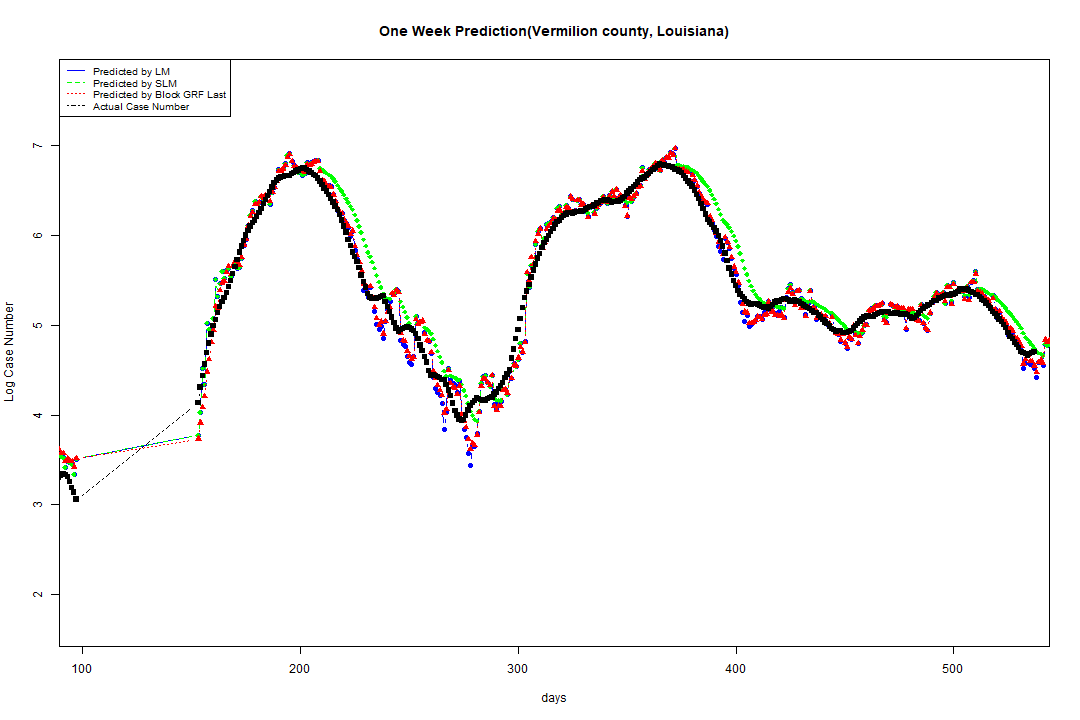 One Week Prediction(Vermilion county, Louisiana)
Predicted by LM
Predicted by SLM
Predicted by Block GRF Last
Actual Case Number
7
6
5
4
3
2
Log Case Number
100 200 300 400 500
days